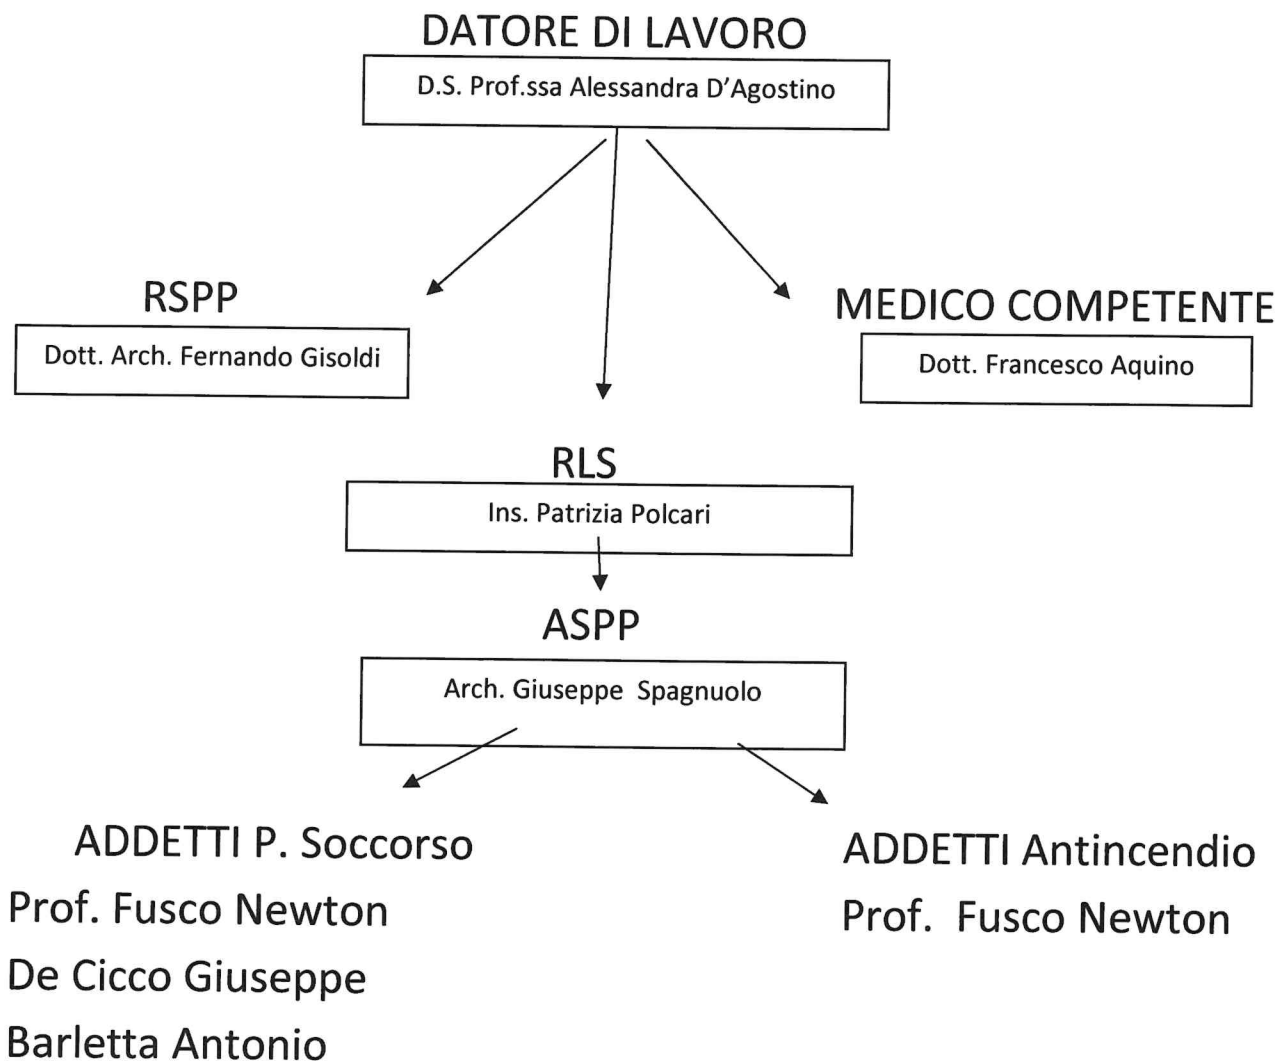 DATORE DI LAVORO
D.S. Prof.ssa Alessandra D'Agostino
RSPP
Dott. Arch. Fernando Gisoldi
MEDICO COMPETENTE
Dott. Francesco Aquino
RLS
Ins. Patrizia Polcari
ASPP
Arch. Giuseppe Spagnuolo
ADDETTI P. Soccorso
Prof. Fusco Newton
De Cicco Giuseppe
Barletta Antonio
ADDETTI Antincendio
Prof. Fusco Newton